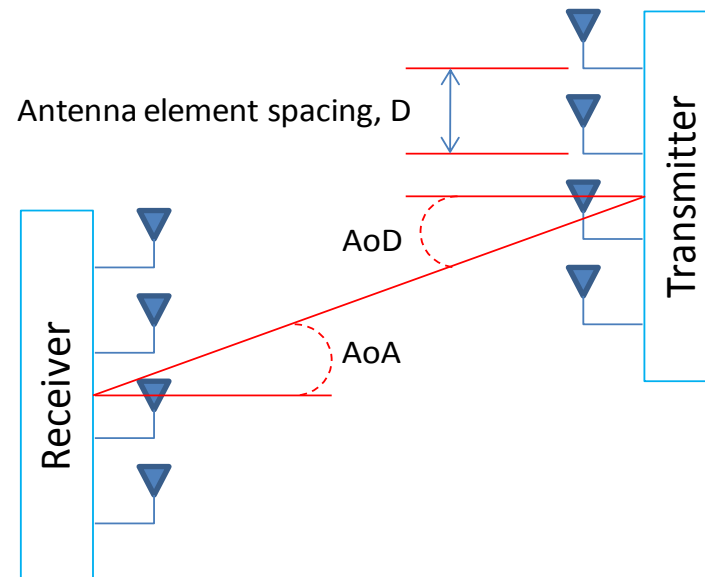 Antenna element spacing, D
Transmitter
AoD
AoA
Receiver